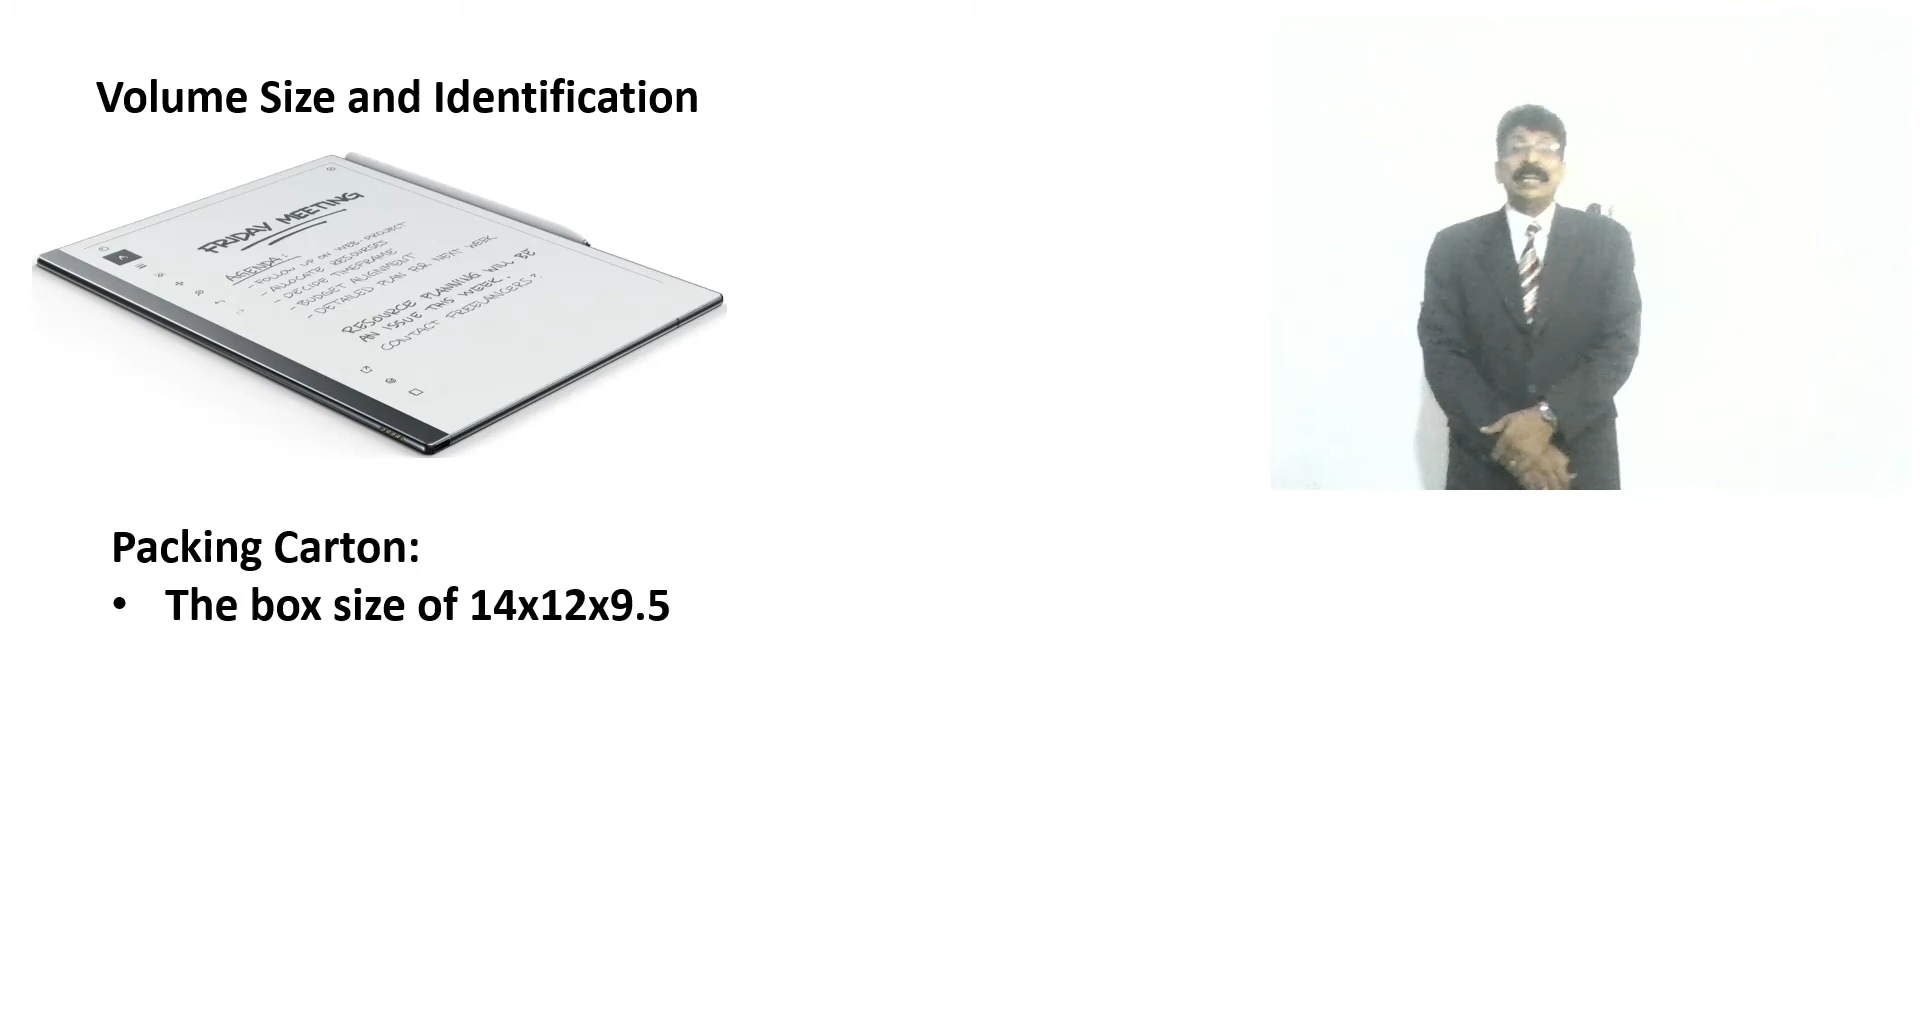 Volume Size and Identification
FRIDAY MEETING
AGENDA:
- FOLLOW UP ON WEB-PROJECT
- ALLOCATE RESOURSES
- DECIDE TIMEFRAME
- BUDGET ALIGNMENT
- DETAILED PLAN FOR NEXT WEEK
RESOURCE PLANNING WILL BE
AN ISSUE THIS WEEK.
CONTACT FREELANCERS?
Packing Carton:
• The box size of 14x12x9.5